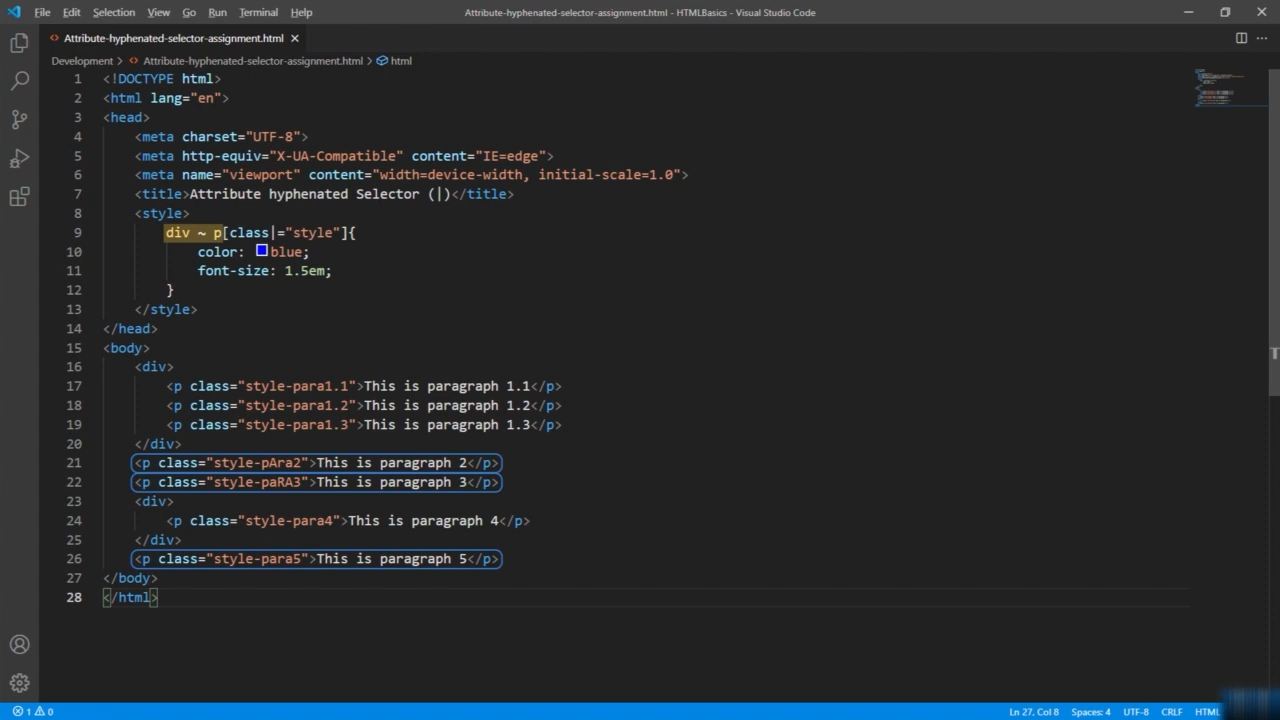 File Edit Selection View Go Run Terminal Help
Attribute-hyphenated-selector-assignment.html - HTMLBasics - Visual Studio Code
Attribute-hyphenated-selector-assignment.html
Development > Attribute-hyphenated-selector-assignment.html > html
1 <!DOCTYPE html>
2 <html lang="en">
3 <head>
4 <meta charset="UTF-8">
5 <meta http-equiv="X-UA-Compatible" content="IE=edge">
6 <meta name="viewport" content="width=device-width, initial-scale=1.0">
7 <title>Attribute hyphenated Selector (|)</title>
8 <style>
9 div ~ p[class|="style"]{
10 color: blue;
11 font-size: 1.5em;
12 }
13 </style>
14 </head>
15 <body>
16 <div>
17 <p class="style-para1.1">This is paragraph 1.1</p>
18 <p class="style-para1.2">This is paragraph 1.2</p>
19 <p class="style-para1.3">This is paragraph 1.3</p>
20 </div>
21 <p class="style-pAra2">This is paragraph 2</p>
22 <p class="style-paRA3">This is paragraph 3</p>
23 <div>
24 <p class="style-para4">This is paragraph 4</p>
25 </div>
26 <p class="style-para5">This is paragraph 5</p>
27 </body>
28 </html>
1 0
Ln 27, Col 8 Spaces: 4 UTF-8 CRLF HTML